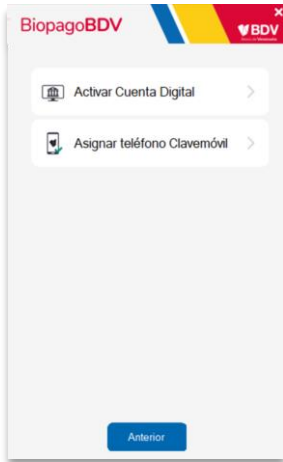 BiopagoBDV
BDV
Activar Cuenta Digital
Asignar teléfono Clavemóvil
Anterior